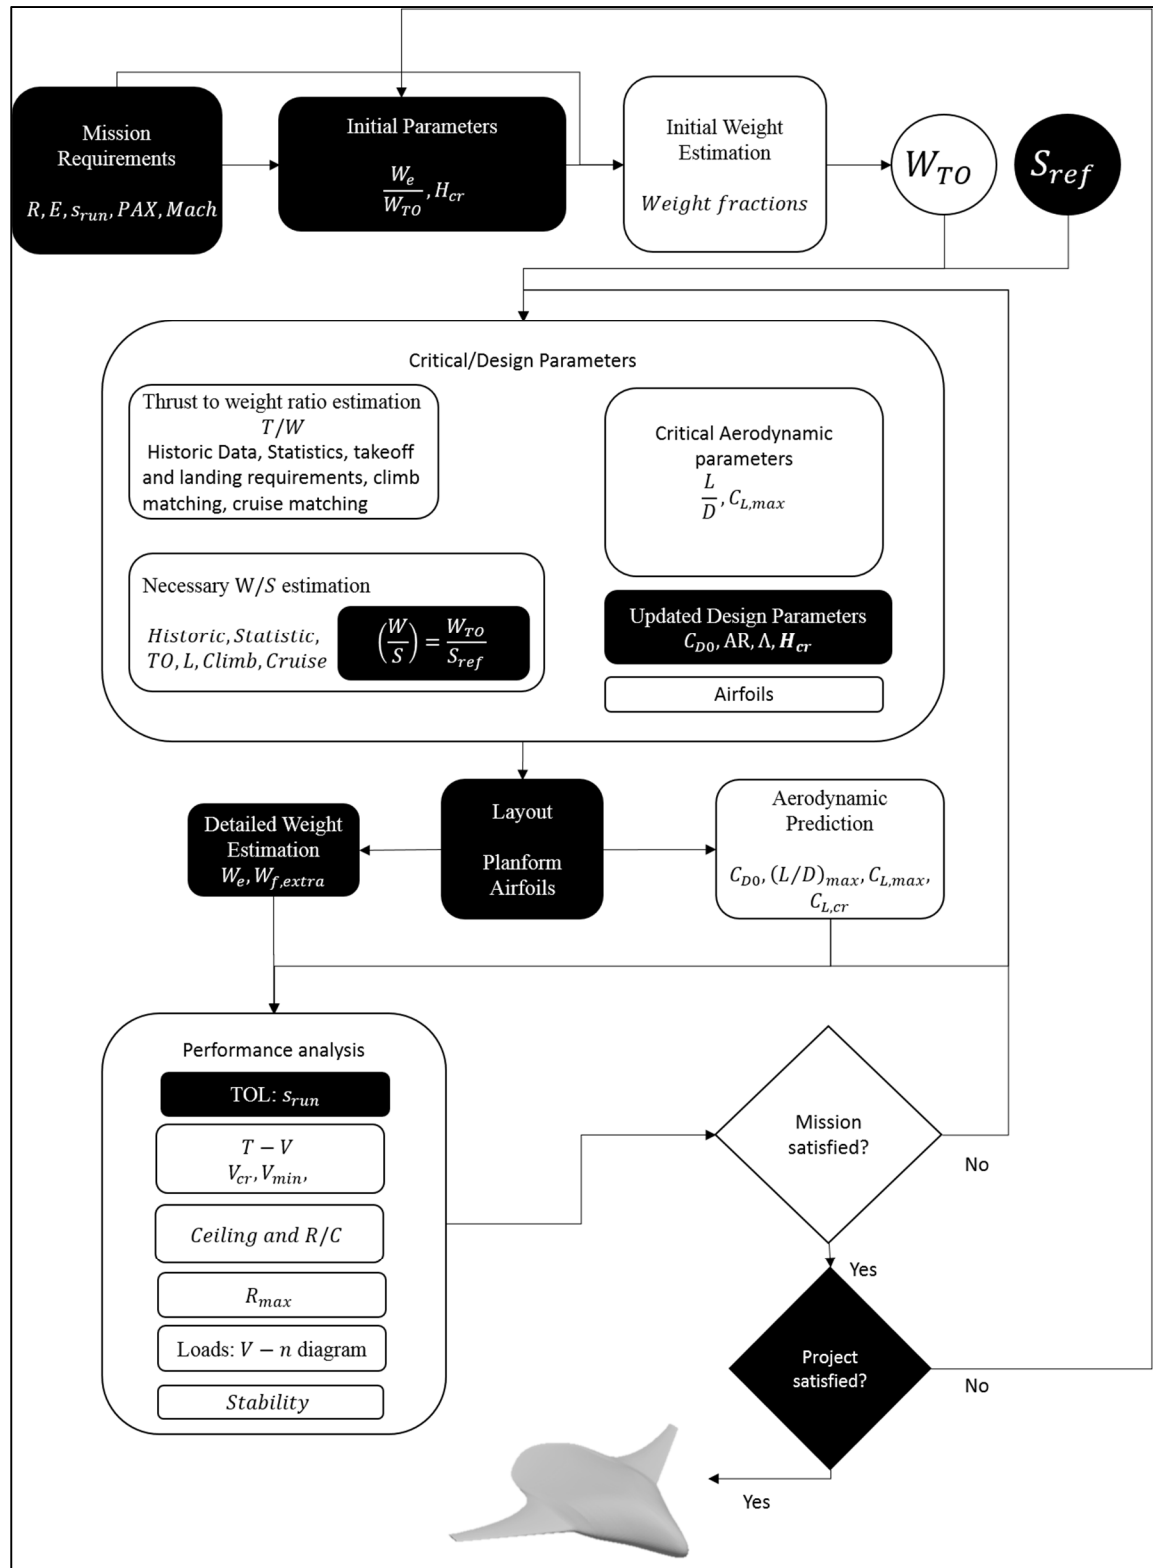 Mission
Requirements
R, E, s_run, PAX, Mach
Initial Parameters
W_e/W_TO, H_cr
Initial Weight
Estimation
Weight fractions
W_TO
S_ref
Critical/Design Parameters
Thrust to weight ratio estimation
T/W
Historic Data, Statistics, takeoff
and landing requirements, climb
matching, cruise matching
Critical Aerodynamic
parameters
L/D, C_L,max
Necessary W/S estimation
Historic, Statistic,
TO, L, Climb, Cruise
(W/S) = W_TO/S_ref
Updated Design Parameters
C_D0, AR, Λ, H_cr
Airfoils
Detailed Weight
Estimation
W_e, W_f,extra
Layout
Planform
Airfoils
Aerodynamic
Prediction
C_D0, (L/D)_max, C_L,max,
C_L,cr
Performance analysis
TOL: s_run
T − V
V_cr, V_min,
Ceiling and R/C
R_max
Loads: V − n diagram
Stability
Mission
satisfied?
No
Yes
Project
satisfied?
No
Yes